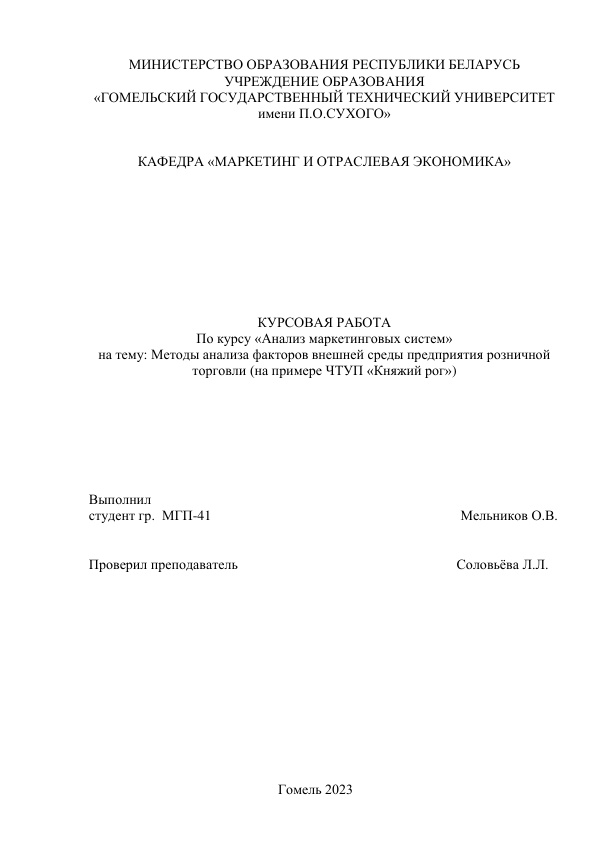 МИНИСТЕРСТВО ОБРАЗОВАНИЯ РЕСПУБЛИКИ БЕЛАРУСЬ
УЧРЕЖДЕНИЕ ОБРАЗОВАНИЯ
«ГОМЕЛЬСКИЙ ГОСУДАРСТВЕННЫЙ ТЕХНИЧЕСКИЙ УНИВЕРСИТЕТ
имени П.О.СУХОГО»
КАФЕДРА «МАРКЕТИНГ И ОТРАСЛЕВАЯ ЭКОНОМИКА»
КУРСОВАЯ РАБОТА
По курсу «Анализ маркетинговых систем»
на тему: Методы анализа факторов внешней среды предприятия розничной
торговли (на примере ЧТУП «Княжий рог»)
Выполнил
студент гр. МГП-41 Мельников О.В.
Проверил преподаватель Соловьёва Л.Л.
Гомель 2023